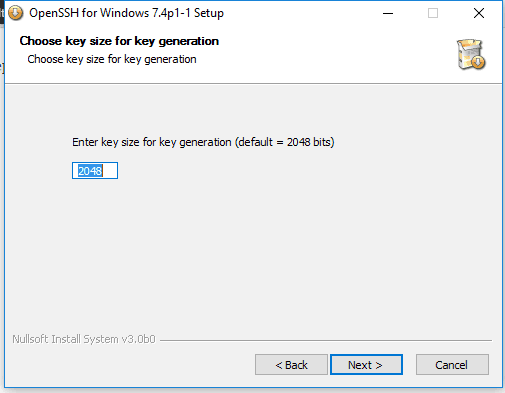 OpenSSH for Windows 7.4p1-1 Setup
Choose key size for key generation
Choose key size for key generation
Enter key size for key generation (default = 2048 bits)
2048
Nullsoft Install System v3.0b0
< Back
Next >
Cancel